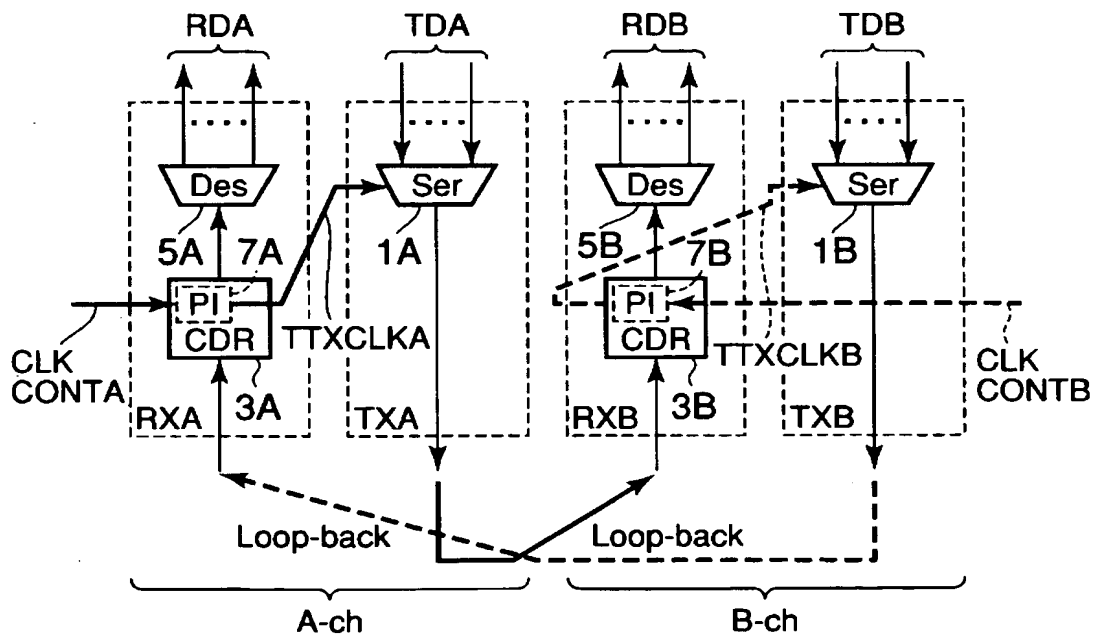 RDA TDA RDB TDB
Des Ser Des Ser
5A 7A 1A 5B 7B 1B
PI PI
CDR TTXCLKA CDR TTXCLKB
CLK CLK
CONTA CONTB
RXA 3A TXA RXB 3B TXB
Loop-back Loop-back
A-ch B-ch